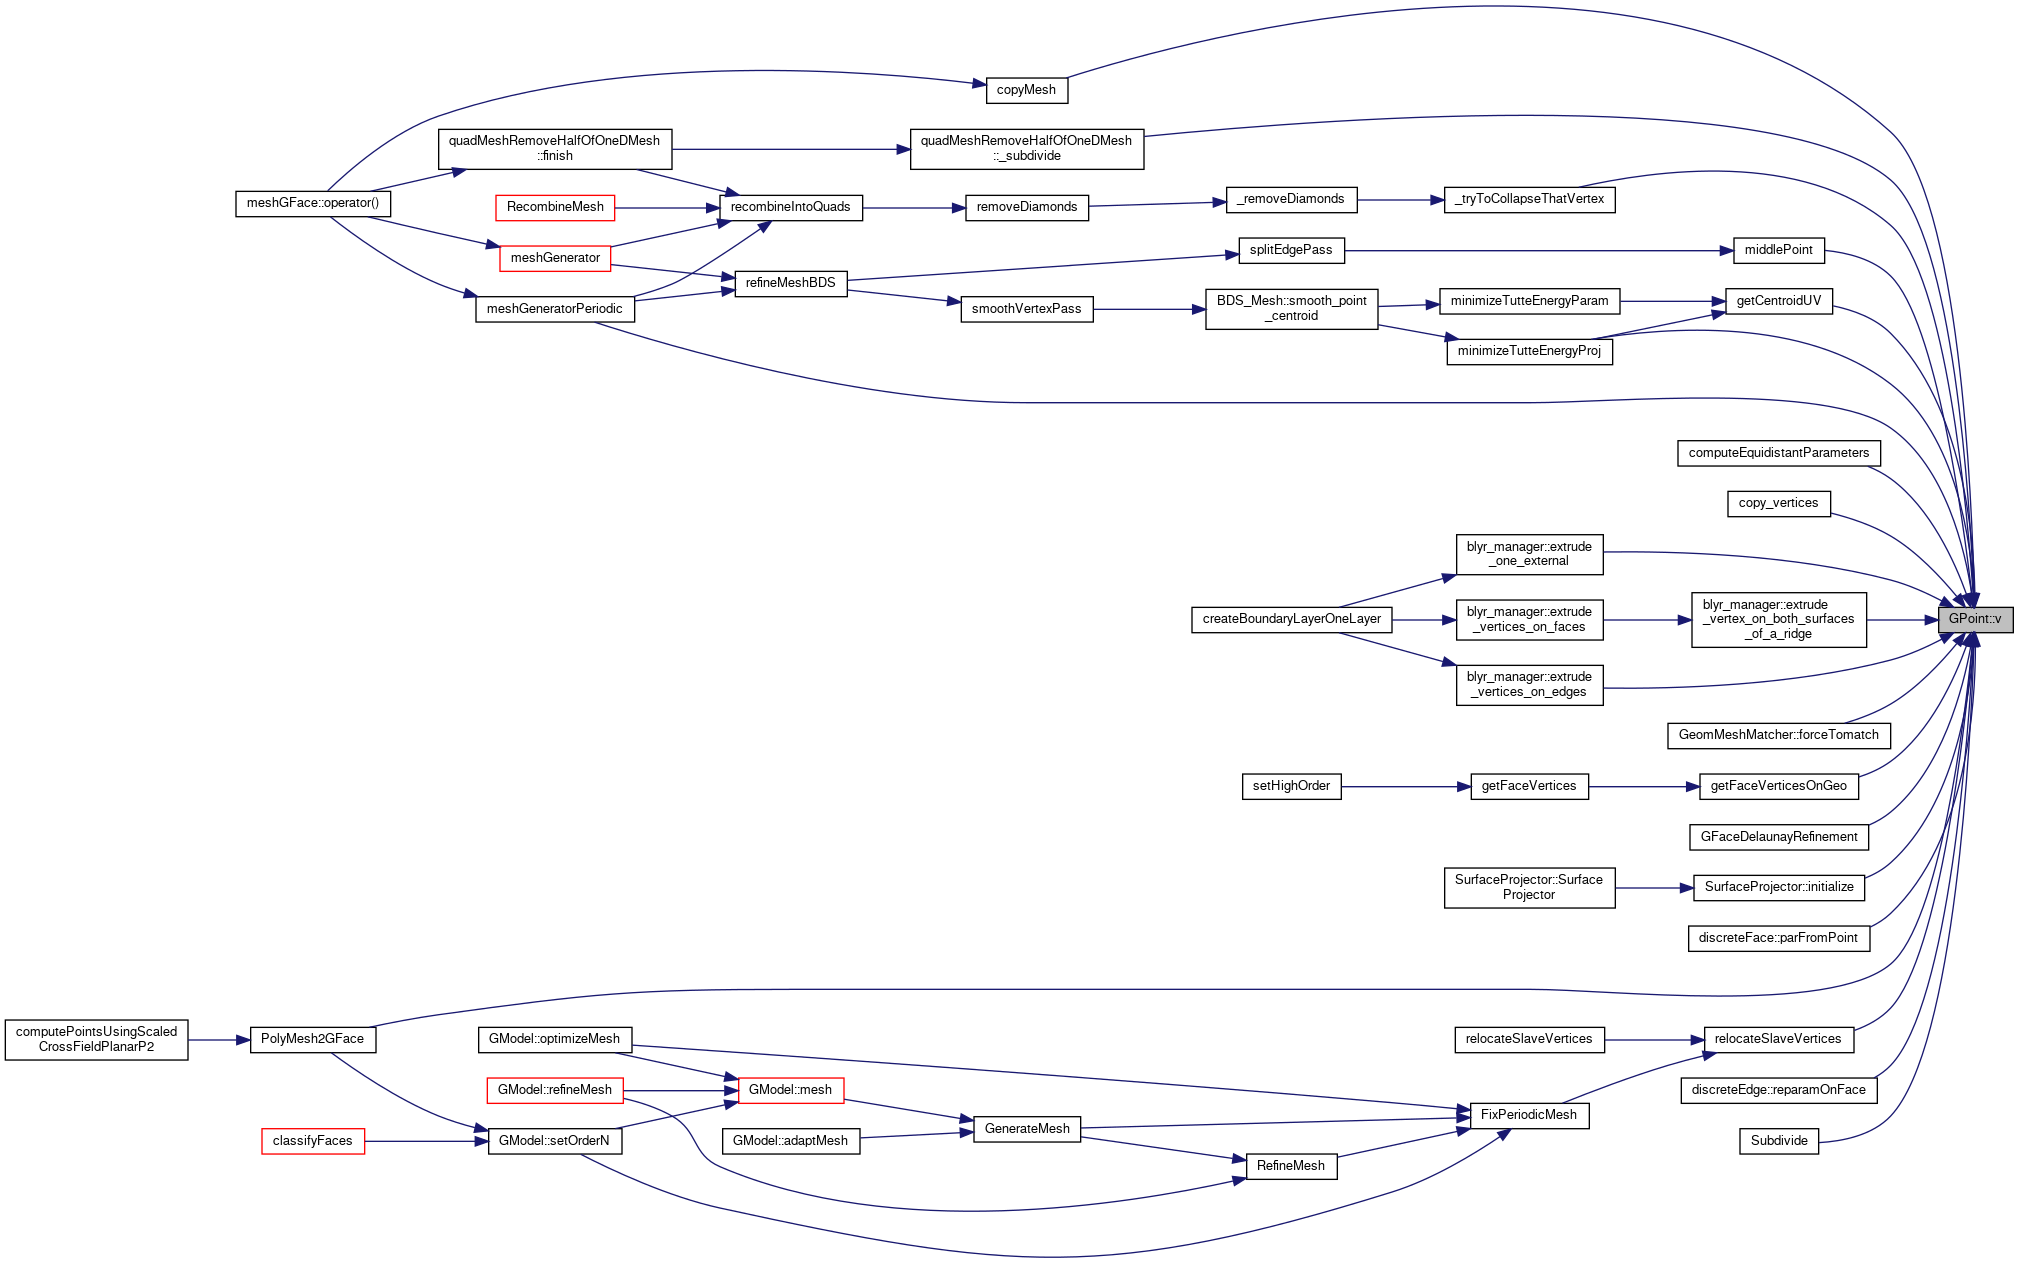 copyMesh
quadMeshRemoveHalfOfOneDMesh
::finish
quadMeshRemoveHalfOfOneDMesh
::_subdivide
meshGFace::operator()
RecombineMesh
recombineIntoQuads
removeDiamonds
_removeDiamonds
_tryToCollapseThatVertex
meshGenerator
splitEdgePass
middlePoint
refineMeshBDS
meshGeneratorPeriodic
smoothVertexPass
BDS_Mesh::smooth_point
_centroid
minimizeTutteEnergyParam
getCentroidUV
minimizeTutteEnergyProj
computeEquidistantParameters
copy_vertices
blyr_manager::extrude
_one_external
createBoundaryLayerOneLayer
blyr_manager::extrude
_vertices_on_faces
blyr_manager::extrude
_vertex_on_both_surfaces
_of_a_ridge
GPoint::v
blyr_manager::extrude
_vertices_on_edges
GeomMeshMatcher::forceTomatch
setHighOrder
getFaceVertices
getFaceVerticesOnGeo
GFaceDelaunayRefinement
SurfaceProjector::Surface
Projector
SurfaceProjector::initialize
discreteFace::parFromPoint
computePointsUsingScaled
CrossFieldPlanarP2
PolyMesh2GFace
GModel::optimizeMesh
relocateSlaveVertices
relocateSlaveVertices
GModel::refineMesh
GModel::mesh
discreteEdge::reparamOnFace
FixPeriodicMesh
classifyFaces
GModel::setOrderN
GModel::adaptMesh
GenerateMesh
Subdivide
RefineMesh